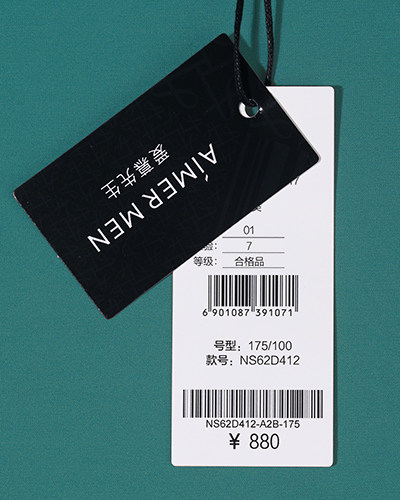 AIMER MEN
爱慕先生
01
验: 7
等级: 合格品
6 901087 391071
号型: 175/100
款号: NS62D412
NS62D412-A2B-175
¥ 880